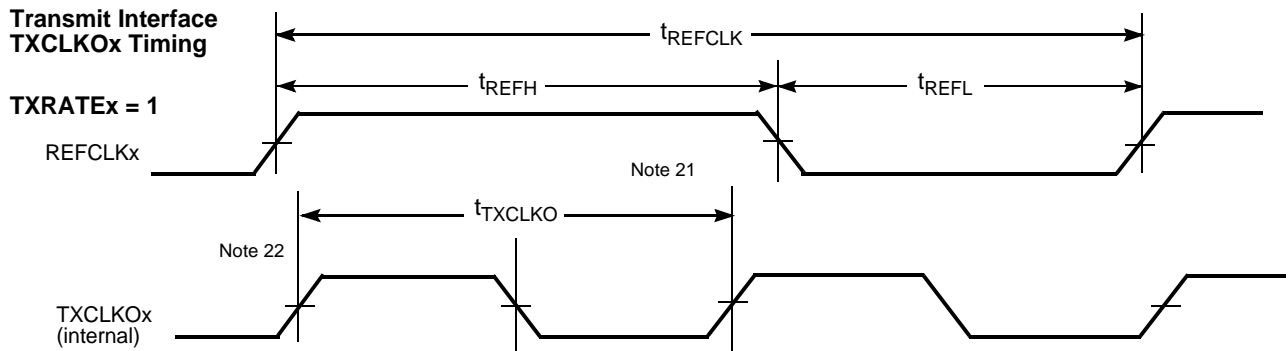 Transmit Interface
TXCLKOx Timing
tREFCLK
tREFH
tREFL
TXRATEx = 1
REFCLKx
Note 21
tTXCLKO
Note 22
TXCLKOx
(internal)